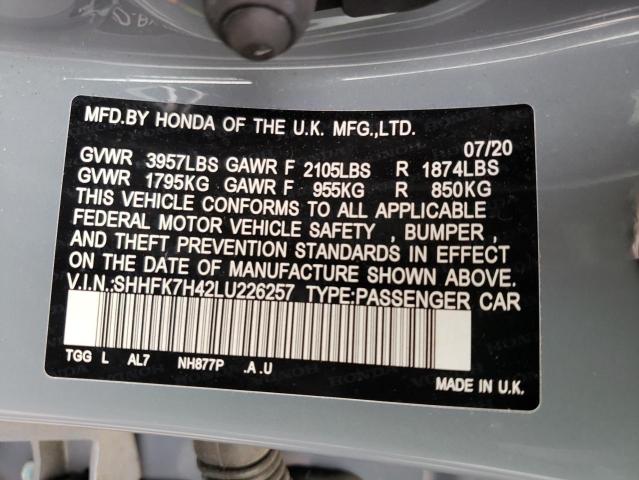 MFD.BY HONDA OF THE U.K. MFG.,LTD.
07/20
GVWR 3957LBS GAWR F 2105LBS R 1874LBS
GVWR 1795KG GAWR F 955KG R 850KG
THIS VEHICLE CONFORMS TO ALL APPLICABLE
FEDERAL MOTOR VEHICLE SAFETY , BUMPER ,
AND THEFT PREVENTION STANDARDS IN EFFECT
ON THE DATE OF MANUFACTURE SHOWN ABOVE.
V.I.N.:SHHFK7H42LU226257 TYPE:PASSENGER CAR
TGG L AL7 NH877P .A.U
MADE IN U.K.